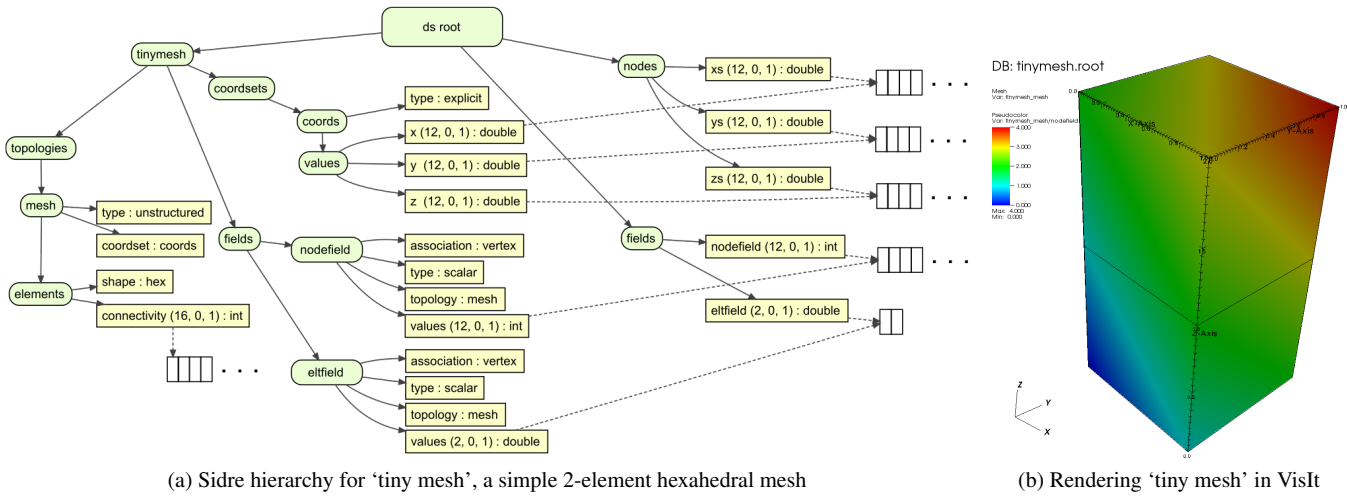 ds root
tinymesh
nodes
xs (12, 0, 1) : double
ys (12, 0, 1) : double
zs (12, 0, 1) : double
coordsets
coords
type : explicit
values
x (12, 0, 1) : double
y (12, 0, 1) : double
z (12, 0, 1) : double
topologies
mesh
type : unstructured
coordset : coords
elements
shape : hex
connectivity (16, 0, 1) : int
fields
nodefield
association : vertex
type : scalar
topology : mesh
values (12, 0, 1) : int
eltfield
association : vertex
type : scalar
topology : mesh
values (2, 0, 1) : double
fields
nodefield (12, 0, 1) : int
eltfield (2, 0, 1) : double
(a) Sidre hierarchy for ‘tiny mesh’, a simple 2-element hexahedral mesh
DB: tinymesh.root
Mesh
Var: tinymesh_mesh
Pseudocolor
Var: tinymesh_mesh/nodefield
4.000
3.000
2.000
1.000
0.000
Max: 4.000
Min: 0.000
X-Axis
Y-Axis
Z-Axis
Z
Y
X
(b) Rendering ‘tiny mesh’ in VisIt